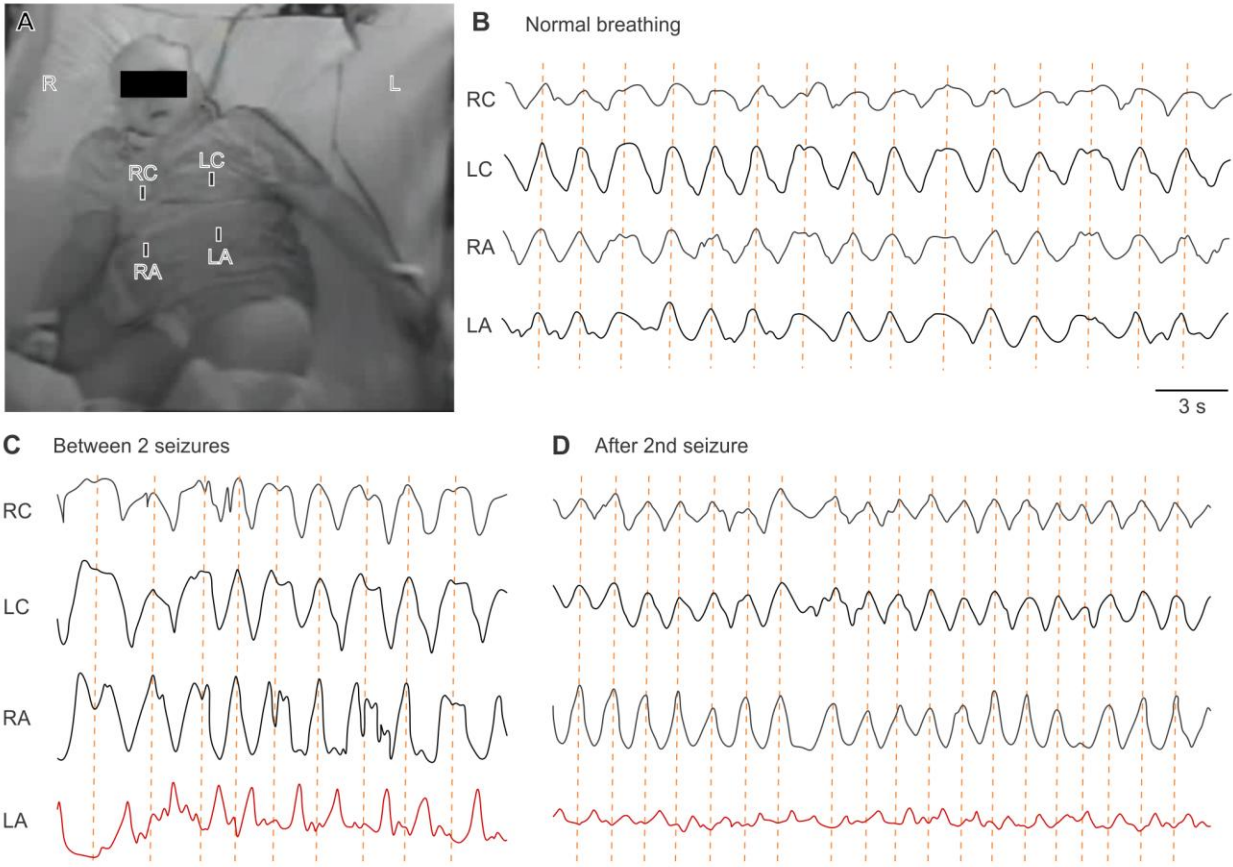 A
R
L
RC
LC
RA
LA
B Normal breathing
RC
LC
RA
LA
3 s
C Between 2 seizures
RC
LC
RA
LA
D After 2nd seizure